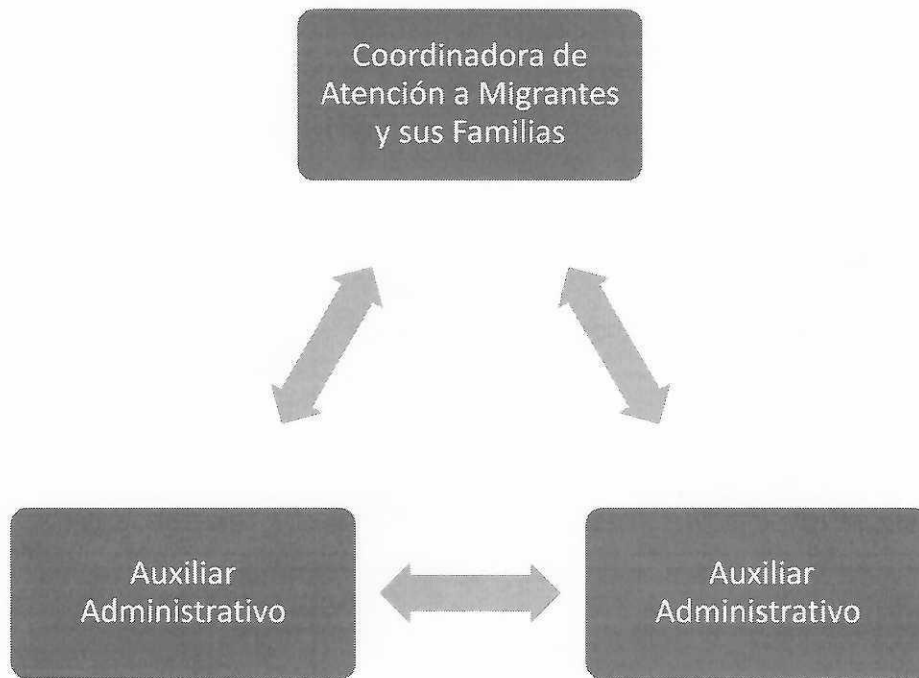 Coordinadora de
Atención a Migrantes
y sus Familias
Auxiliar
Administrativo
Auxiliar
Administrativo